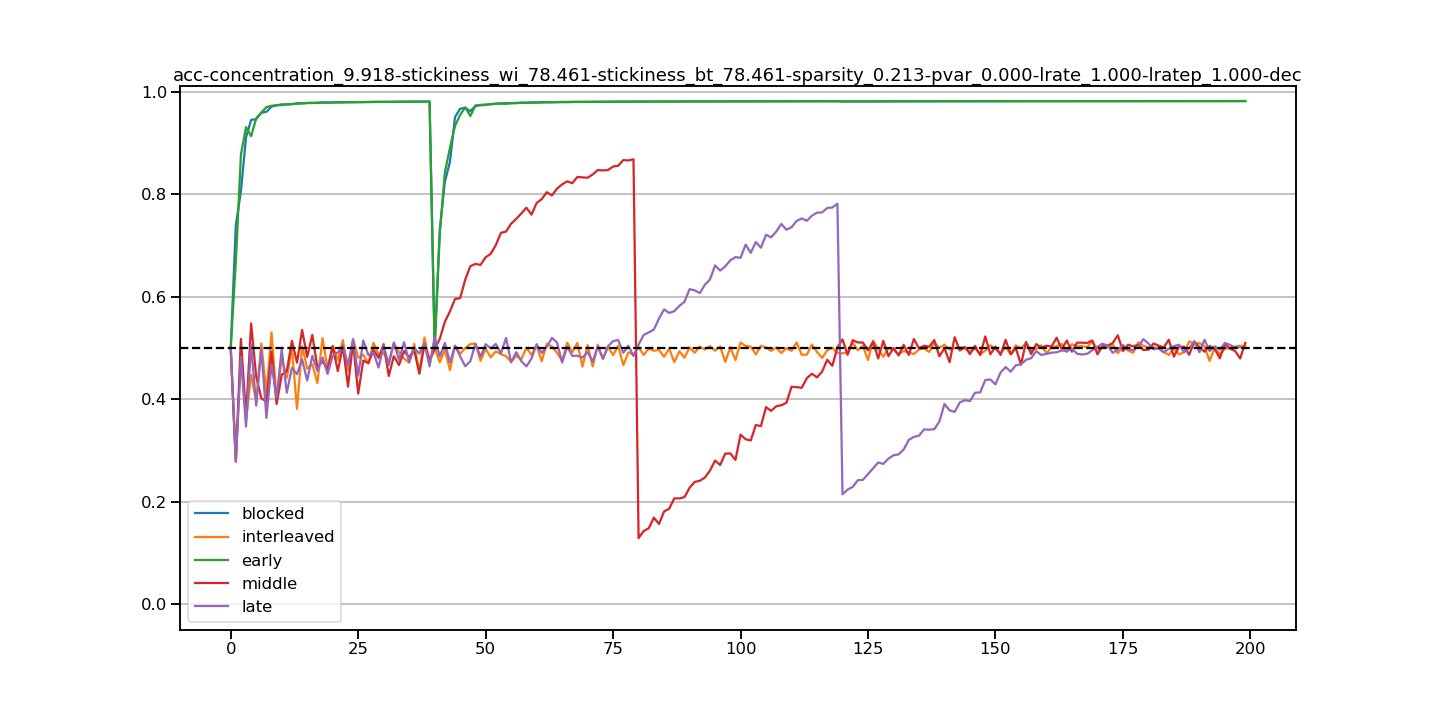 acc-concentration_9.918-stickiness_wi_78.461-stickiness_bt_78.461-sparsity_0.213-pvar_0.000-lrate_1.000-lratep_1.000-dec
1.0
0.8
0.6
0.5
0.4
0.2
0.0
blocked
interleaved
early
middle
late
0
25
50
75
100
125
150
175
200